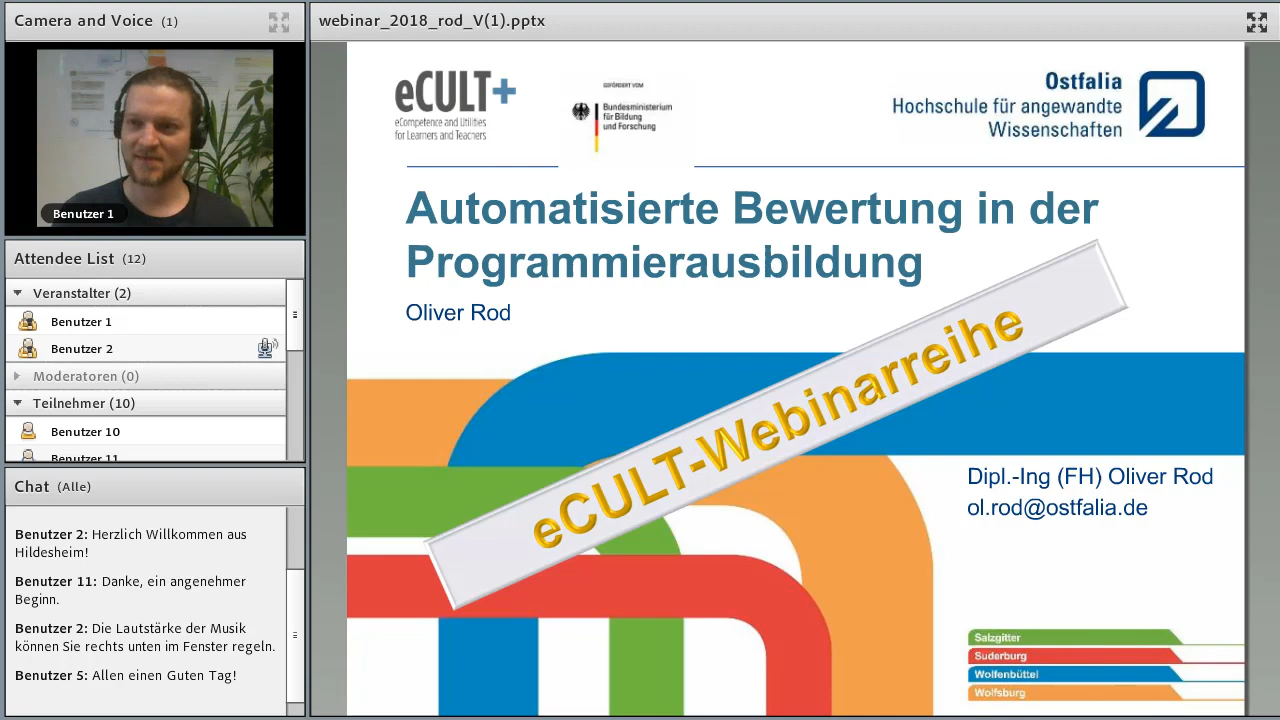 Camera and Voice (1)
Benutzer 1
Attendee List (12)
Veranstalter (2)
Benutzer 1
Benutzer 2
Moderatoren (0)
Teilnehmer (10)
Benutzer 10
Benutzer 11
Chat (Alle)
Benutzer 2: Herzlich Willkommen aus
Hildesheim!
Benutzer 11: Danke, ein angenehmer
Beginn.
Benutzer 2: Die Lautstärke der Musik
können Sie rechts unten im Fenster regeln.
Benutzer 5: Allen einen Guten Tag!
webinar_2018_rod_V(1).pptx
eCULT+
eCompetence and Utilities
for Learners and Teachers
GEFÖRDERT VOM
Bundesministerium
für Bildung
und Forschung
Ostfalia
Hochschule für angewandte
Wissenschaften
Automatisierte Bewertung in der
Programmierausbildung
Oliver Rod
eCULT-Webinarreihe
Dipl.-Ing (FH) Oliver Rod
ol.rod@ostfalia.de
Salzgitter
Suderburg
Wolfenbüttel
Wolfsburg